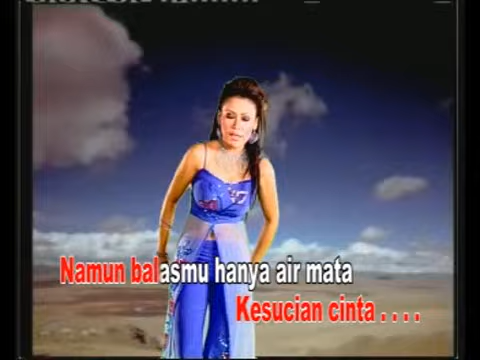 Namun balasmu hanya air mata
Kesucian cinta . . . .